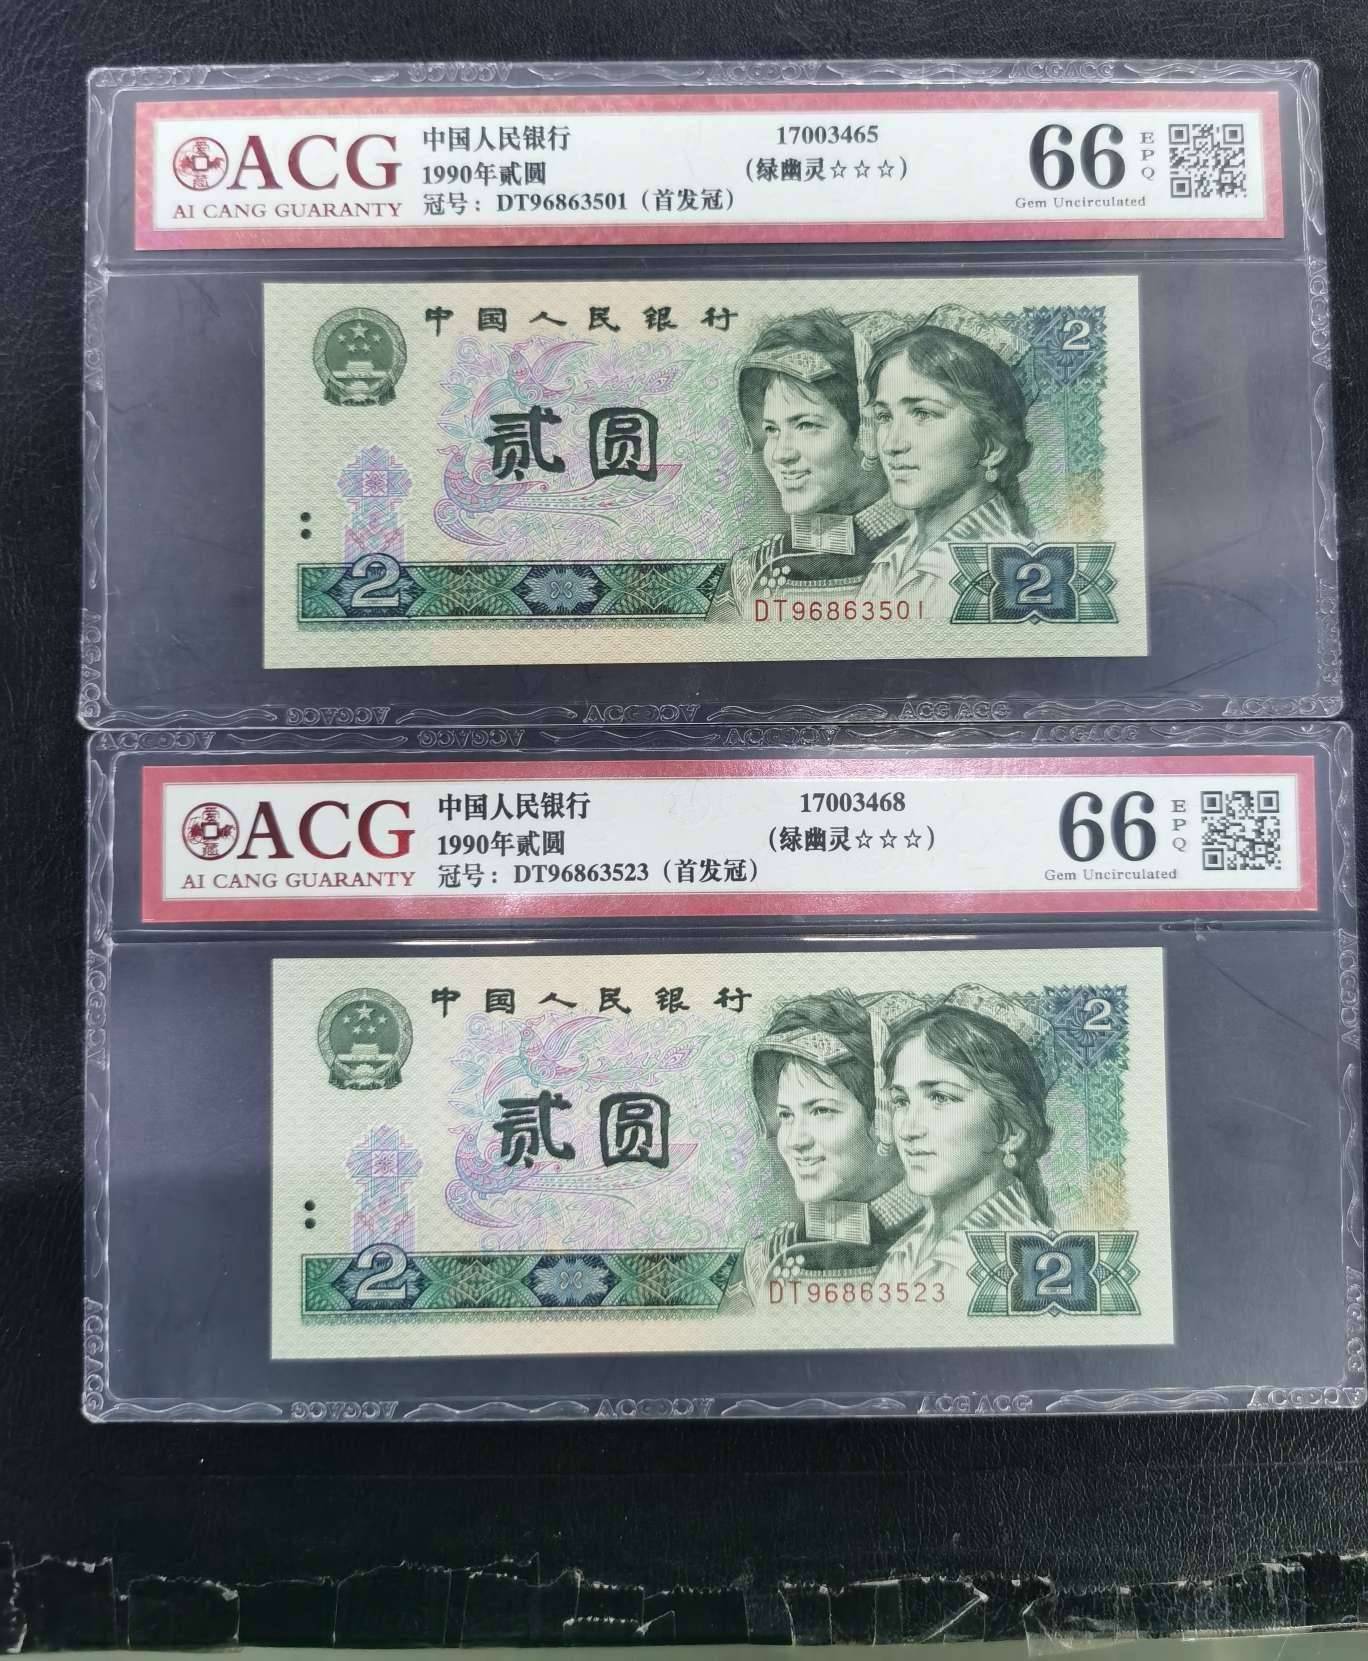 ACG
AI CANG GUARANTY
中国人民银行
1990年贰圆
冠号：DT96863501（首发冠）
17003465
（绿幽灵☆☆☆）
66
EPQ
Gem Uncirculated
中国人民银行
2
贰圆
2
DT96863501
2
ACG
AI CANG GUARANTY
中国人民银行
1990年贰圆
冠号：DT96863523（首发冠）
17003468
（绿幽灵☆☆☆）
66
EPQ
Gem Uncirculated
中国人民银行
2
贰圆
2
DT96863523
2